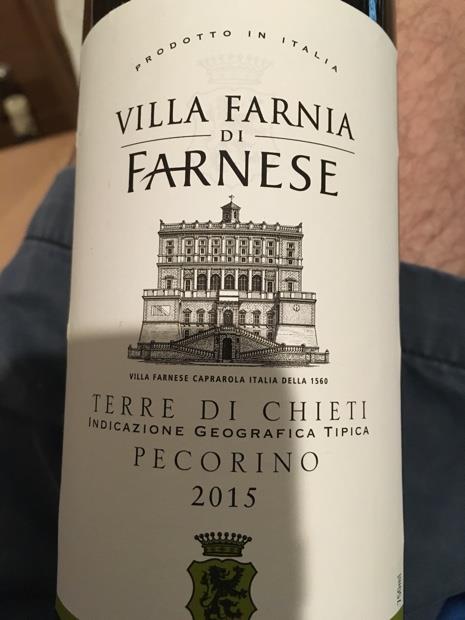 PRODOTTO IN ITALIA
VILLA FARNIA
DI
FARNESE
VILLA FARNESE CAPRAROLA ITALIA DELLA 1560
TERRE DI CHIETI
INDICAZIONE GEOGRAFICA TIPICA
PECORINO
2015
750ml